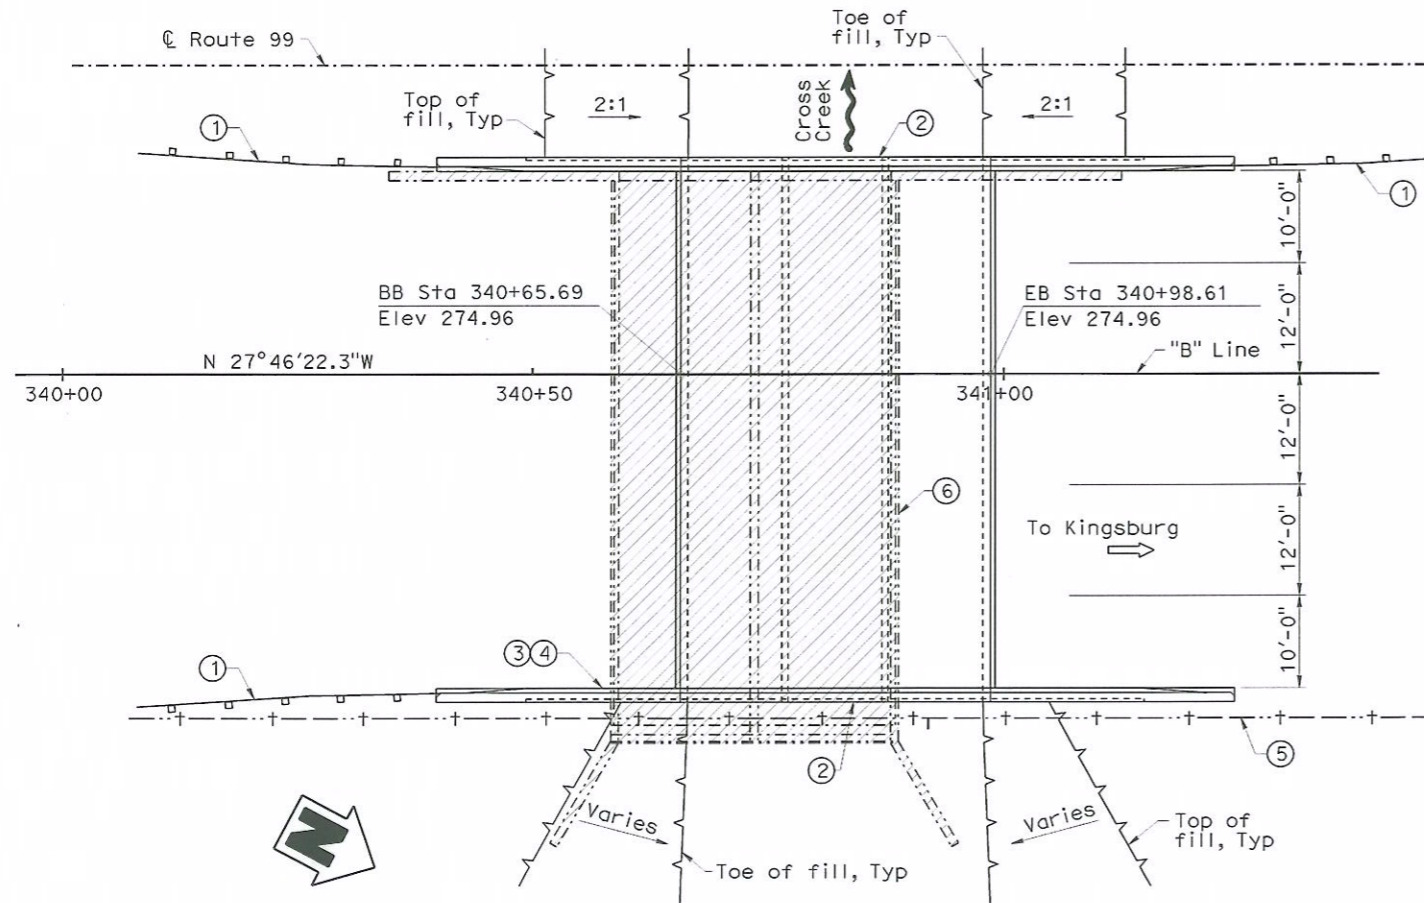 ℄ Route 99
Toe of
fill, Typ
Top of
fill, Typ
2:1
Cross
Creek
2:1
1
2
1
10'-0"
BB Sta 340+65.69
Elev 274.96
EB Sta 340+98.61
Elev 274.96
12'-0"
N 27°46'22.3"W
"B" Line
340+00
340+50
341+00
12'-0"
6
To Kingsburg
12'-0"
3 4
1
10'-0"
2
5
N
Varies
Varies
Toe of fill, Typ
Top of
fill, Typ